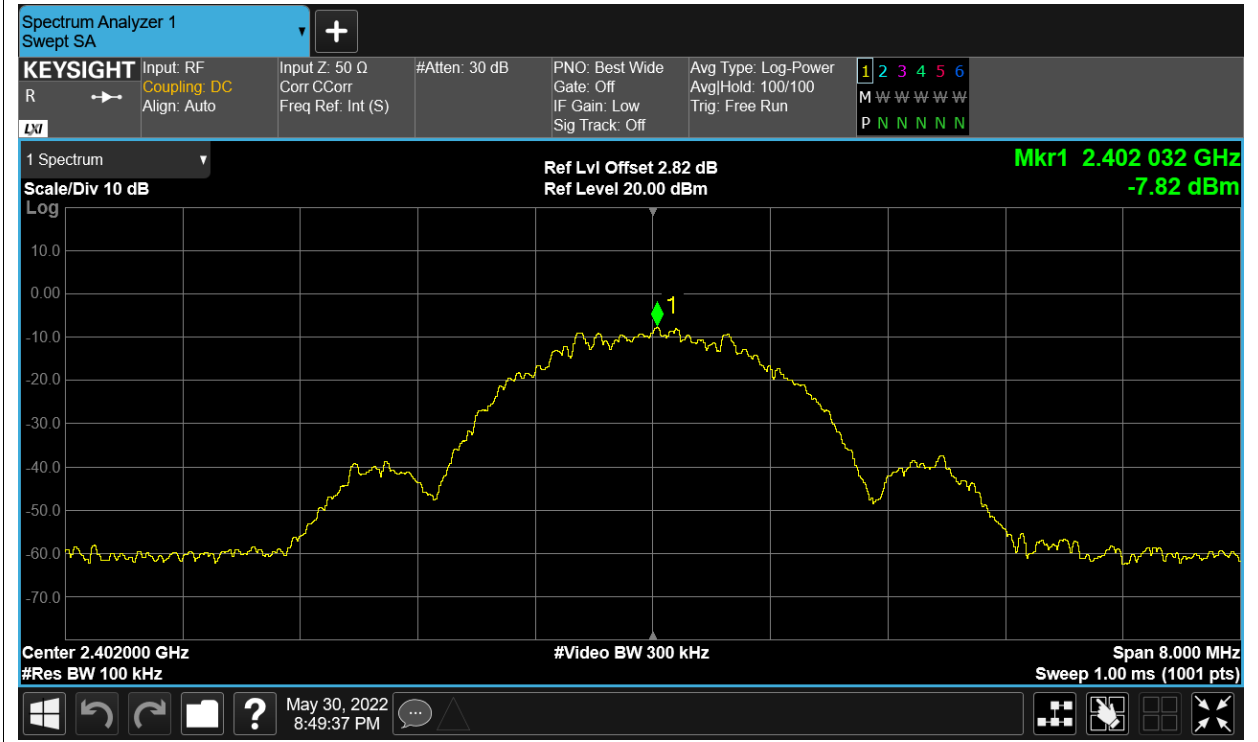 Spectrum Analyzer 1
Swept SA
KEYSIGHT
R
LXI
Input: RF
Coupling: DC
Align: Auto
Input Z: 50 Ω
Corr CCorr
Freq Ref: Int (S)
#Atten: 30 dB
PNO: Best Wide
Gate: Off
IF Gain: Low
Sig Track: Off
Avg Type: Log-Power
Avg|Hold: 100/100
Trig: Free Run
1 2 3 4 5 6
M W W W W W W
P N N N N N N
1 Spectrum
Scale/Div 10 dB
Log
Ref Lvl Offset 2.82 dB
Ref Level 20.00 dBm
Mkr1 2.402 032 GHz
-7.82 dBm
10.0
0.00
-10.0
-20.0
-30.0
-40.0
-50.0
-60.0
-70.0
1
Center 2.402000 GHz
#Res BW 100 kHz
#Video BW 300 kHz
Span 8.000 MHz
Sweep 1.00 ms (1001 pts)
?
May 30, 2022
8:49:37 PM